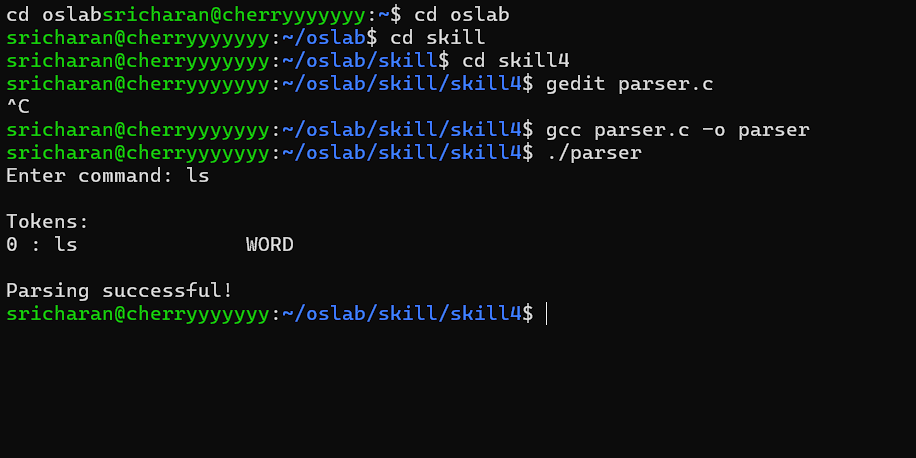 cd oslabsricharan@cherryyyyyyy:~$ cd oslab
sricharan@cherryyyyyyy:~/oslab$ cd skill
sricharan@cherryyyyyyy:~/oslab/skill$ cd skill4
sricharan@cherryyyyyyy:~/oslab/skill/skill4$ gedit parser.c
^C
sricharan@cherryyyyyyy:~/oslab/skill/skill4$ gcc parser.c -o parser
sricharan@cherryyyyyyy:~/oslab/skill/skill4$ ./parser
Enter command: ls
Tokens:
0 : ls WORD
Parsing successful!
sricharan@cherryyyyyyy:~/oslab/skill/skill4$